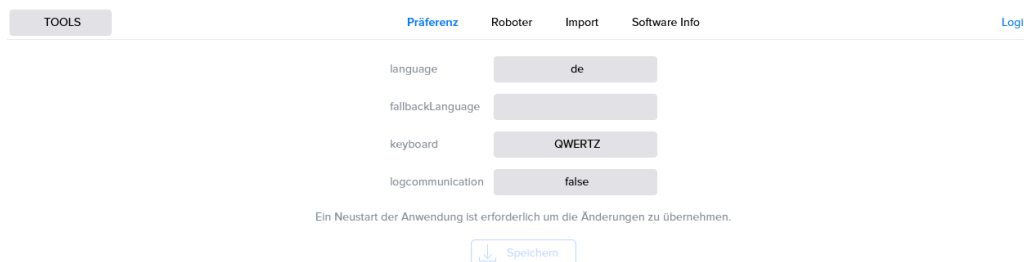 TOOLS Präferenz Roboter Import Software Info Logi
language de
fallbackLanguage
keyboard QWERTZ
logcommunication false
Ein Neustart der Anwendung ist erforderlich um die Änderungen zu übernehmen.
Speichern